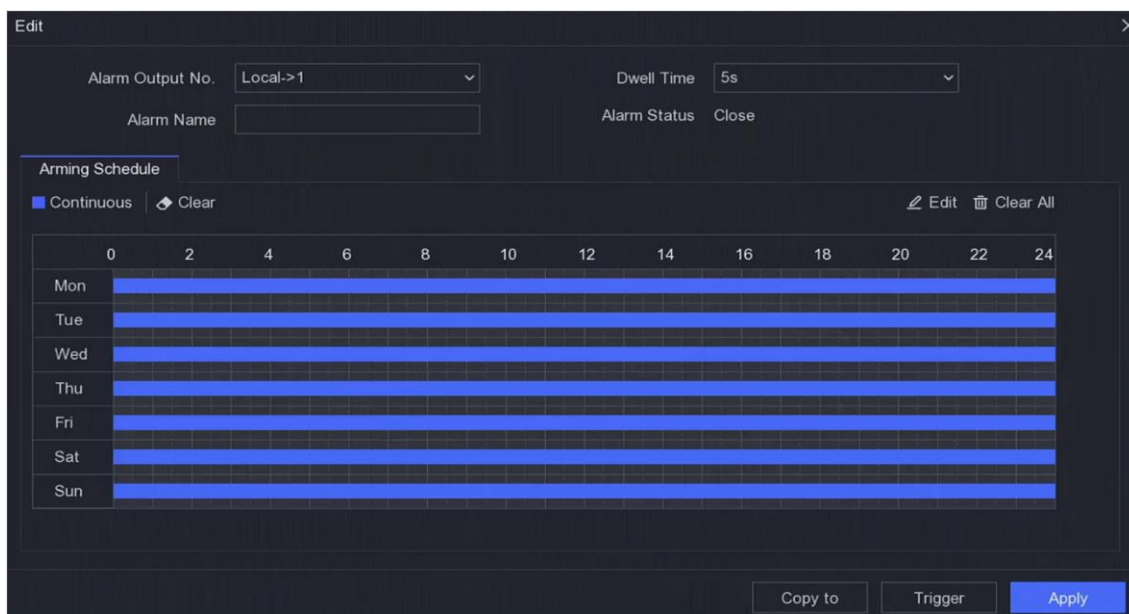 Edit
Alarm Output No. Local->1 Dwell Time 5s
Alarm Name Alarm Status Close
Arming Schedule
Continuous Clear Edit Clear All
0 2 4 6 8 10 12 14 16 18 20 22 24
Mon
Tue
Wed
Thu
Fri
Sat
Sun
Copy to Trigger Apply